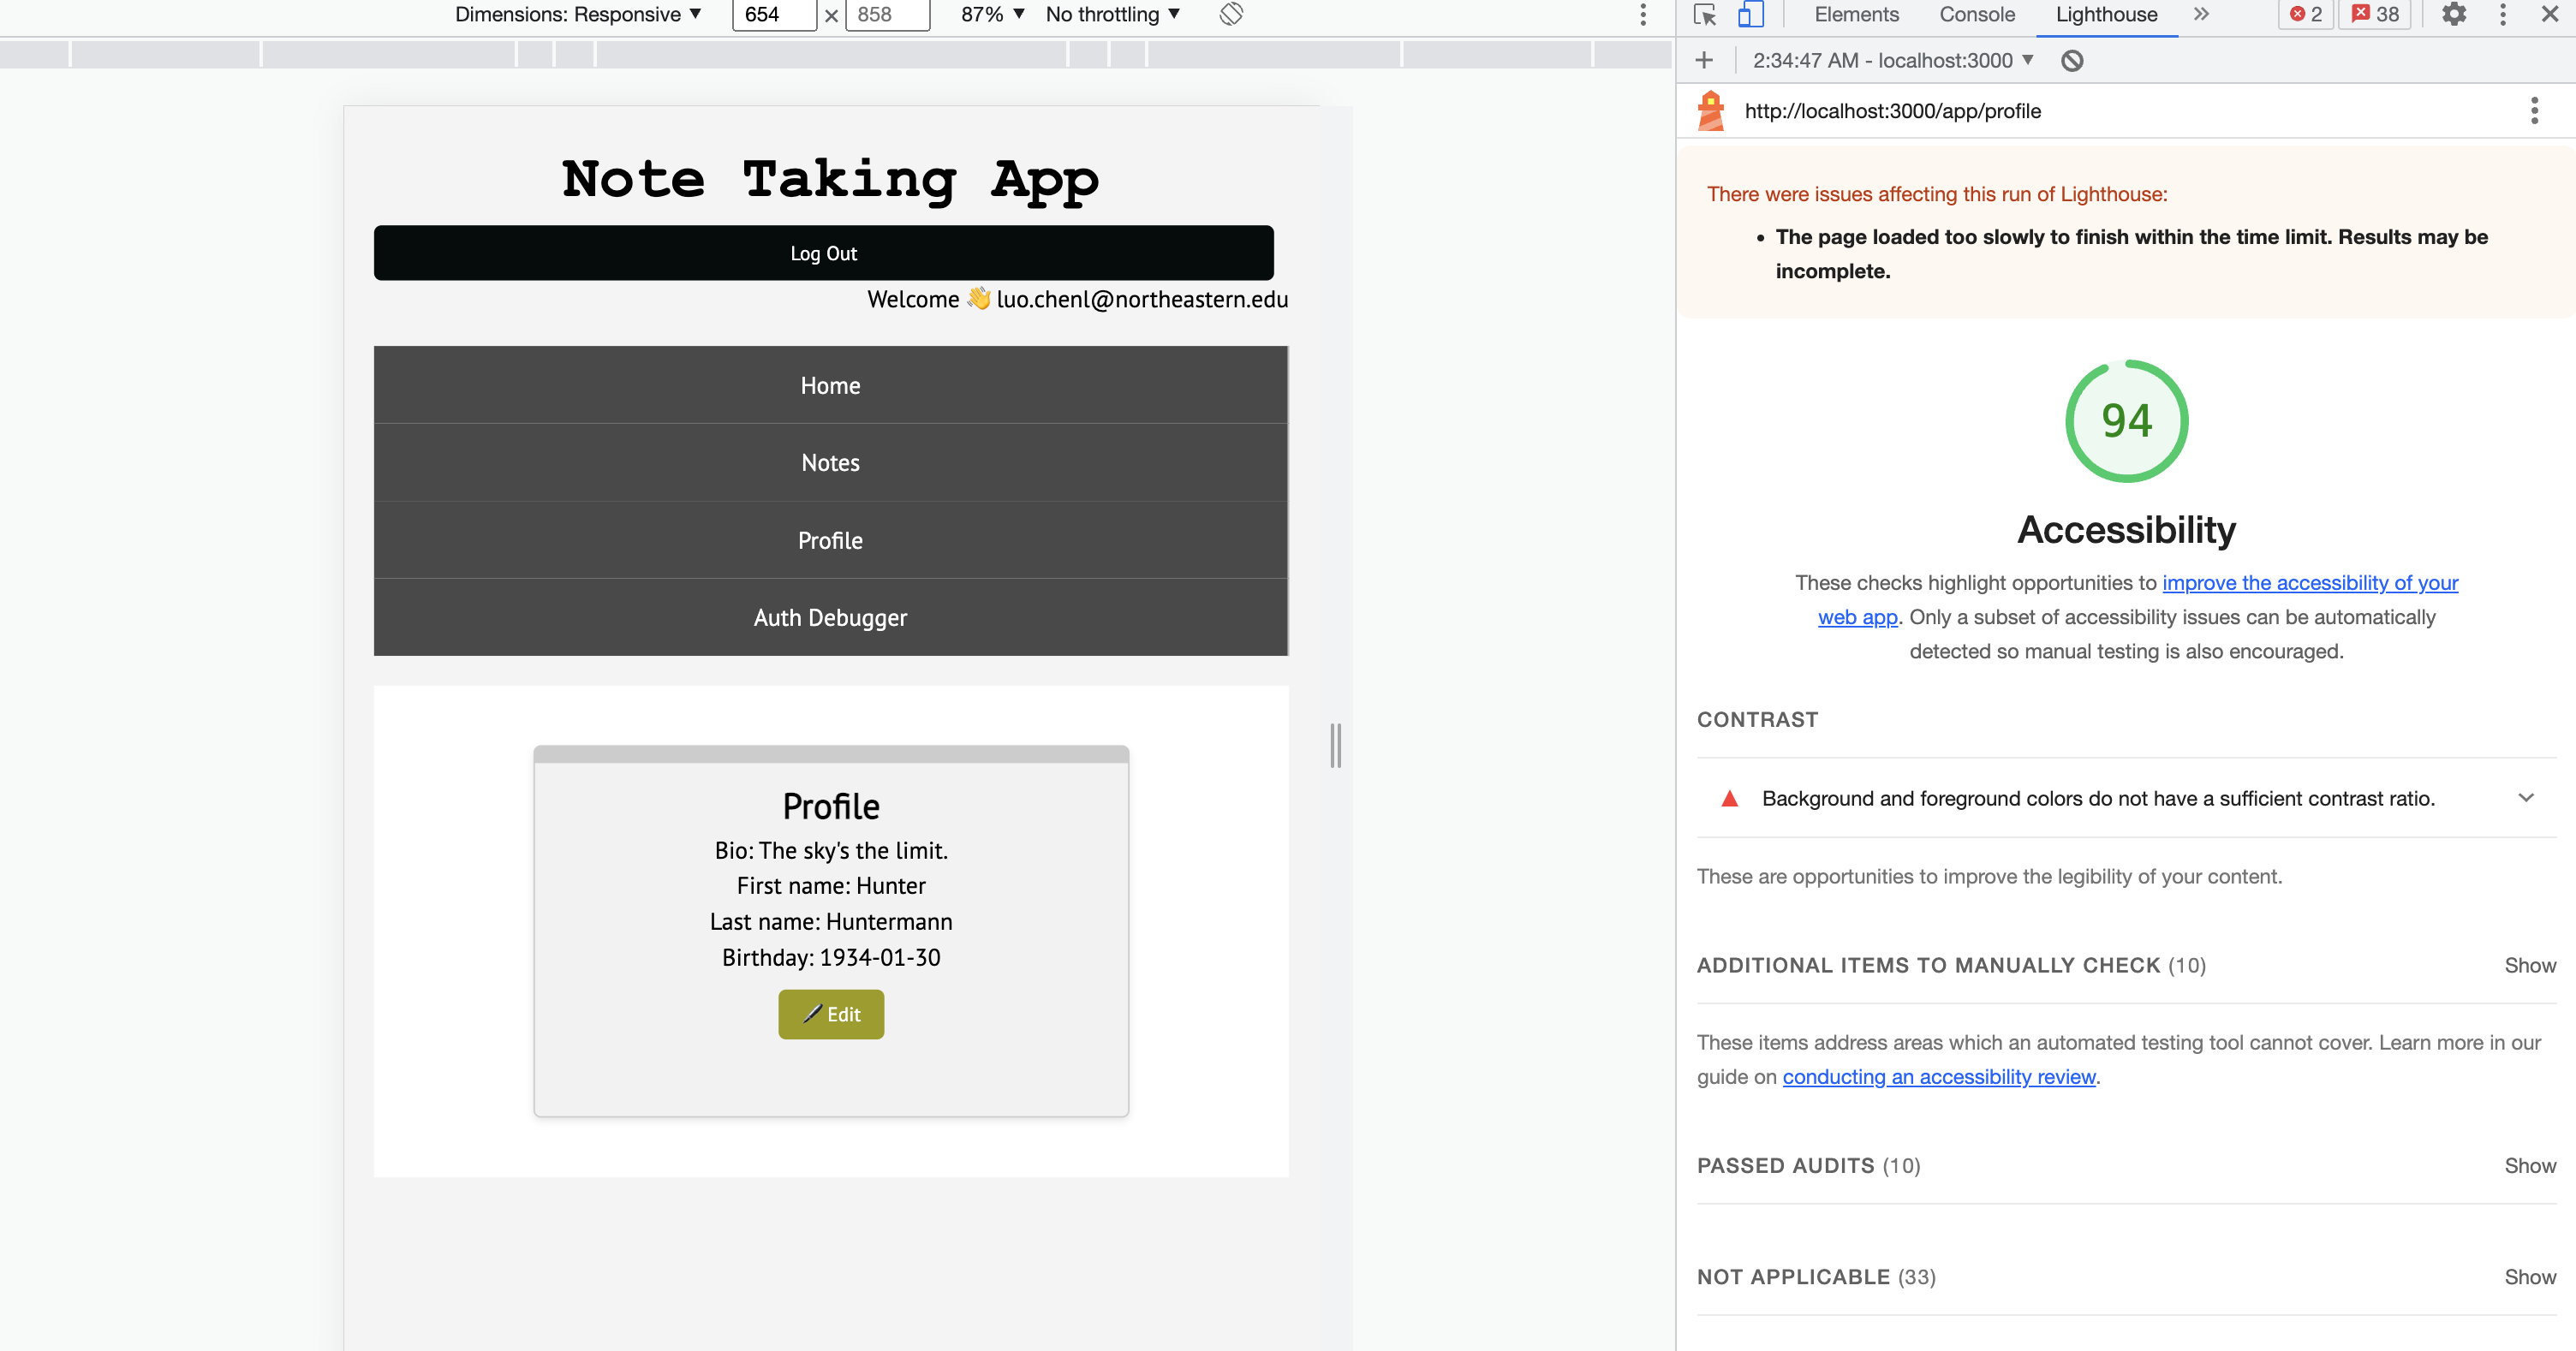 Dimensions: Responsive ▼ 654 × 858 87% ▼ No throttling ▼
Elements Console Lighthouse » 2 38
2:34:47 AM - localhost:3000 ▼
http://localhost:3000/app/profile
Note Taking App
Log Out
Welcome 👋 luo.chenl@northeastern.edu
Home
Notes
Profile
Auth Debugger
Profile
Bio: The sky's the limit.
First name: Hunter
Last name: Huntermann
Birthday: 1934-01-30
Edit
There were issues affecting this run of Lighthouse:
• The page loaded too slowly to finish within the time limit. Results may be
incomplete.
94
Accessibility
These checks highlight opportunities to improve the accessibility of your
web app. Only a subset of accessibility issues can be automatically
detected so manual testing is also encouraged.
CONTRAST
Background and foreground colors do not have a sufficient contrast ratio.
These are opportunities to improve the legibility of your content.
ADDITIONAL ITEMS TO MANUALLY CHECK (10) Show
These items address areas which an automated testing tool cannot cover. Learn more in our
guide on conducting an accessibility review.
PASSED AUDITS (10) Show
NOT APPLICABLE (33) Show